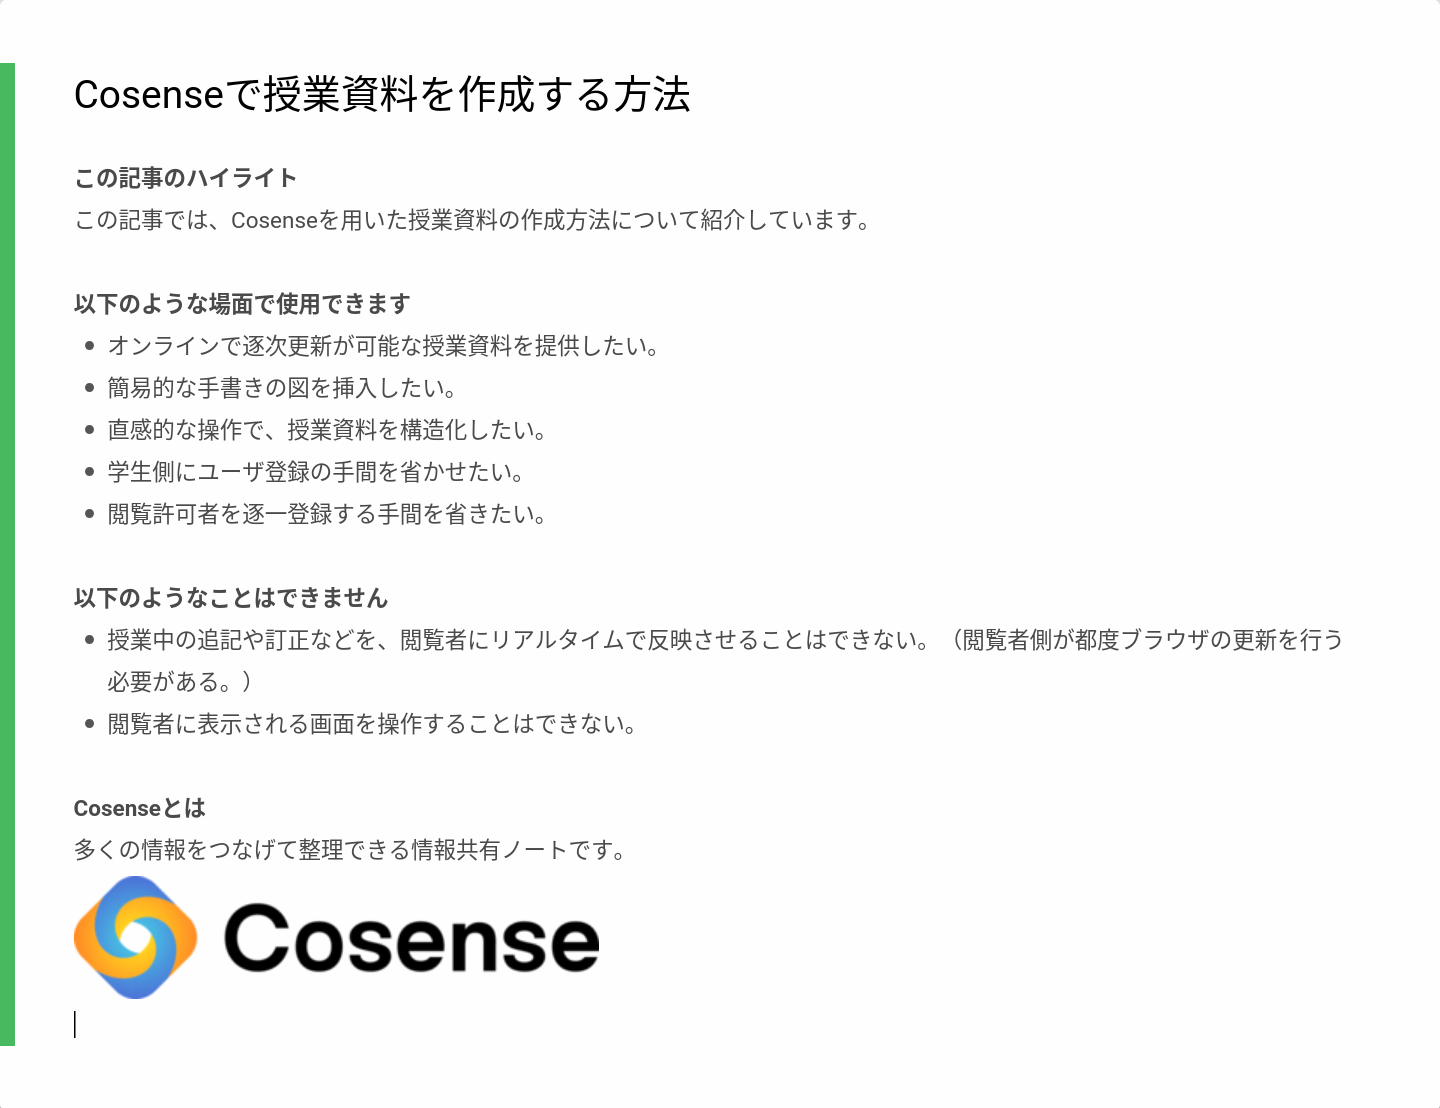 Cosenseで授業資料を作成する方法
この記事のハイライト
この記事では、Cosenseを用いた授業資料の作成方法について紹介しています。
以下のような場面で使用できます
オンラインで逐次更新が可能な授業資料を提供したい。
簡易的な手書きの図を挿入したい。
直感的な操作で、授業資料を構造化したい。
学生側にユーザ登録の手間を省かせたい。
閲覧許可者を逐一登録する手間を省きたい。
以下のようなことはできません
授業中の追記や訂正などを、閲覧者にリアルタイムで反映させることはできない。（閲覧者側が都度ブラウザの更新を行う
必要がある。）
閲覧者に表示される画面を操作することはできない。
Cosenseとは
多くの情報をつなげて整理できる情報共有ノートです。
Cosense